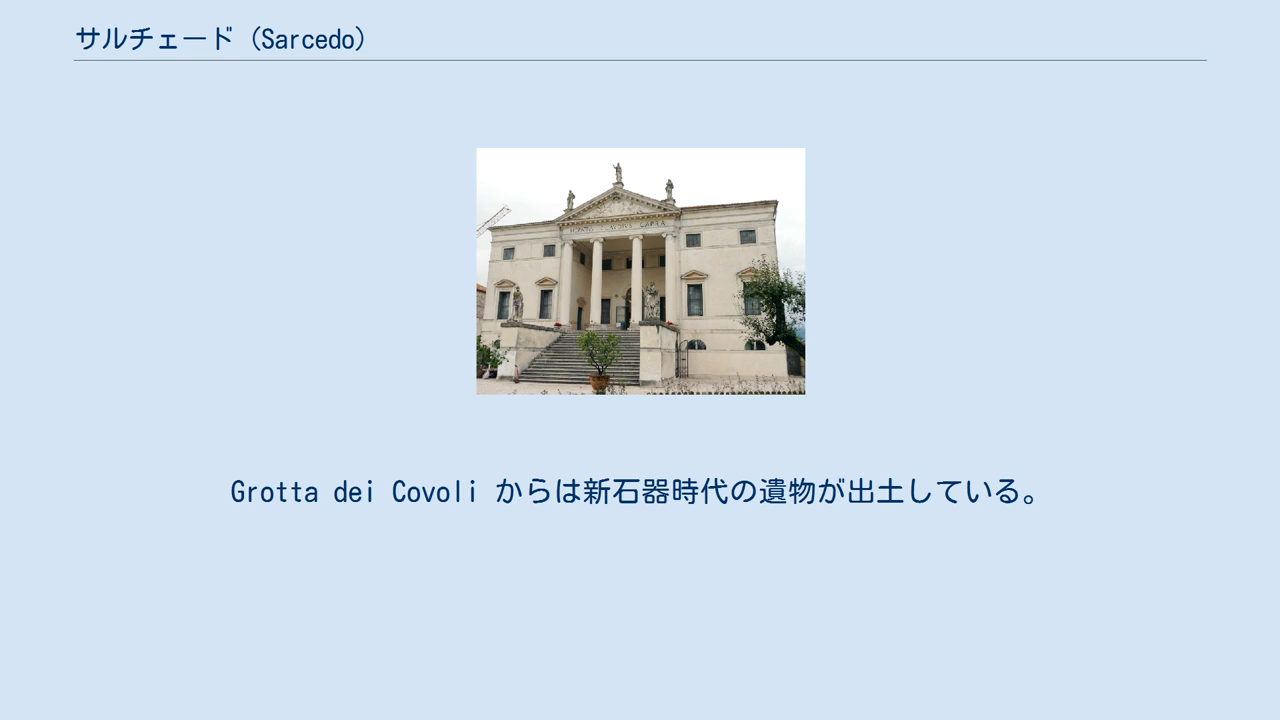 サルチェード（Sarcedo）
CAPRA
Grotta dei Covoli からは新石器時代の遺物が出土している。